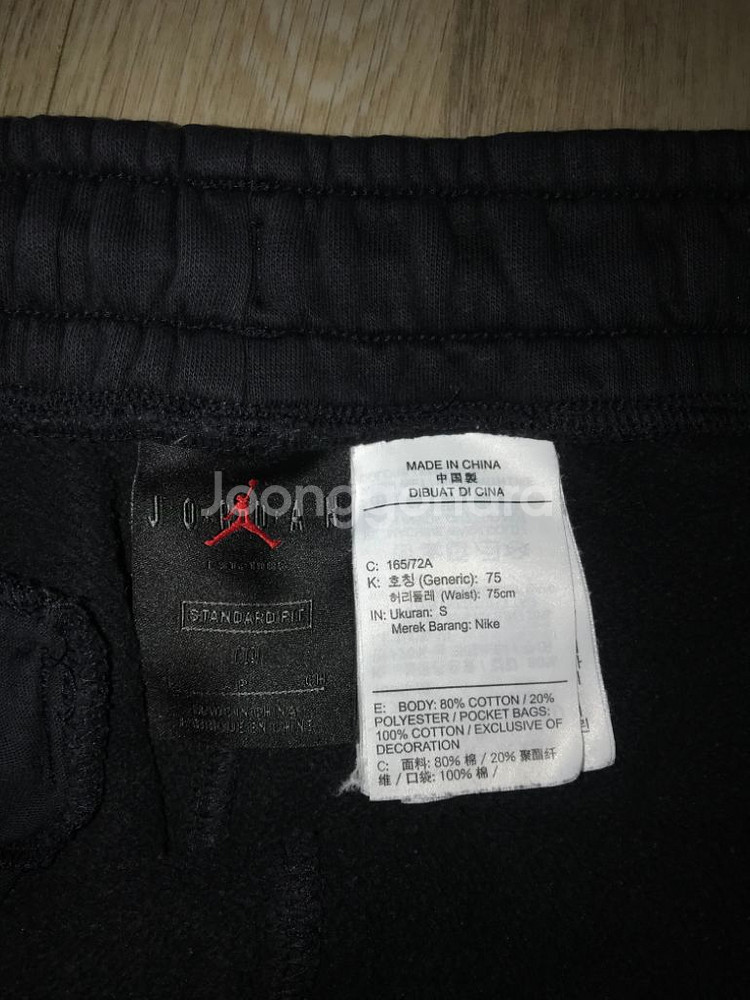 Joonggonara
JORDAN
STANDARD FIT
MADE IN CHINA
中国製
DIBUAT DI CINA
C: 165/72A
K: 호칭 (Generic): 75
허리둘레 (Waist): 75cm
IN: Ukuran: S
Merek Barang: Nike
E: BODY: 80% COTTON / 20%
POLYESTER / POCKET BAGS:
100% COTTON / EXCLUSIVE OF
DECORATION
C: 面料: 80% 棉 / 20% 聚酯纤
维 / 口袋: 100% 棉 /